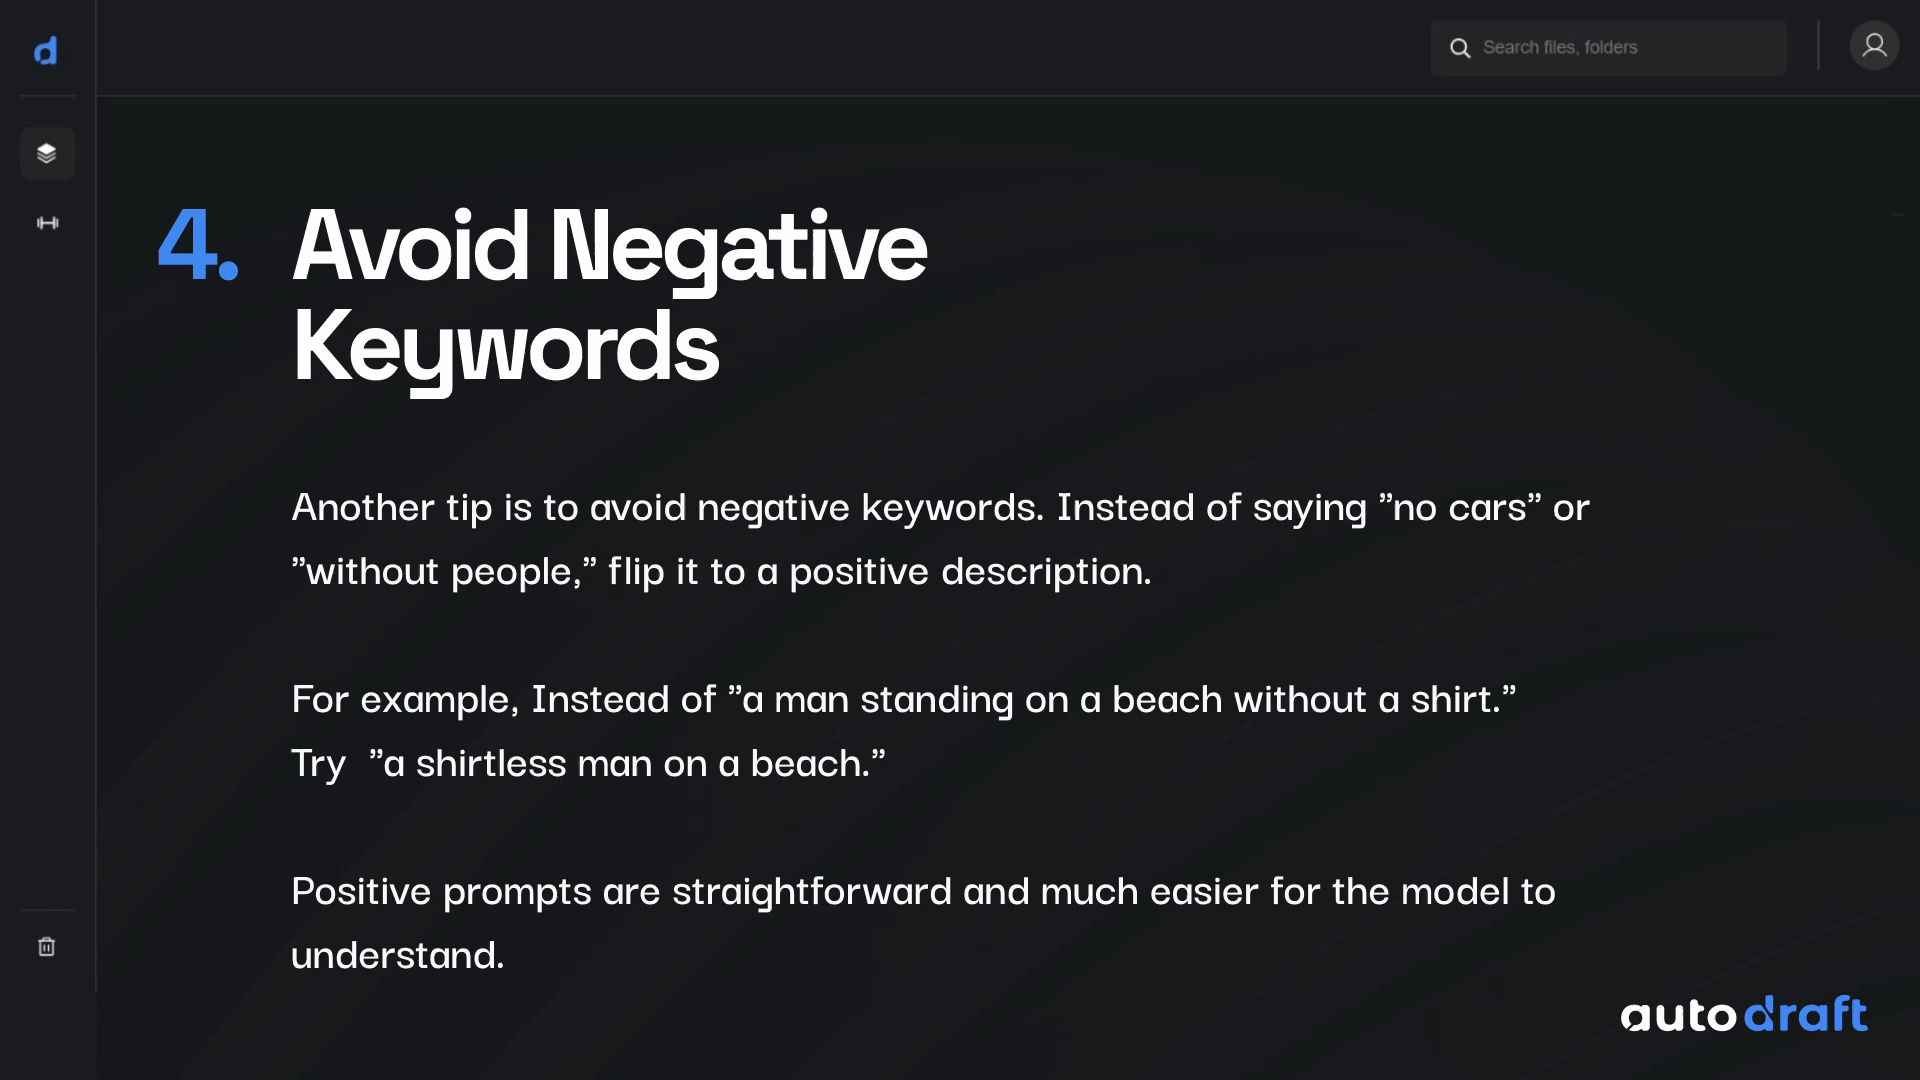 d
Search files, folders
4. Avoid Negative
Keywords
Another tip is to avoid negative keywords. Instead of saying ”no cars” or
”without people,” flip it to a positive description.
For example, Instead of ”a man standing on a beach without a shirt.”
Try ”a shirtless man on a beach.”
Positive prompts are straightforward and much easier for the model to
understand.
autodraft